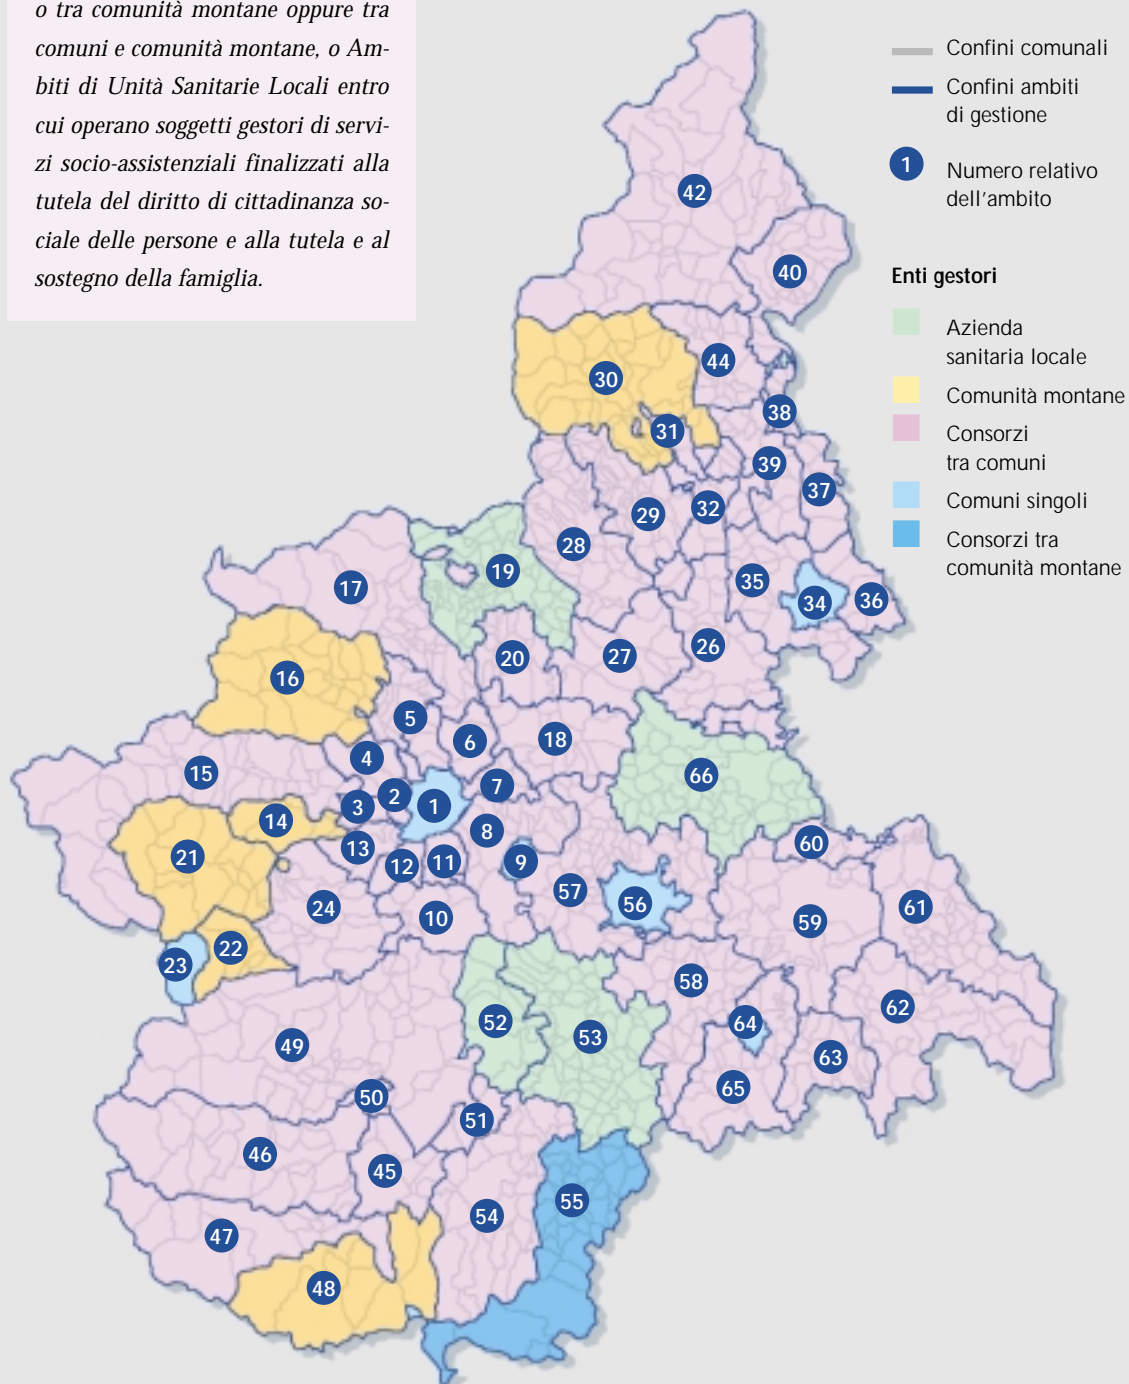 o tra comunità montane oppure tra
comuni e comunità montane, o Am-
biti di Unità Sanitarie Locali entro
cui operano soggetti gestori di servi-
zi socio-assistenziali finalizzati alla
tutela del diritto di cittadinanza so-
ciale delle persone e alla tutela e al
sostegno della famiglia.
Confini comunali
Confini ambiti
di gestione
1
Numero relativo
dell'ambito
Enti gestori
Azienda
sanitaria locale
Comunità montane
Consorzi
tra comuni
Comuni singoli
Consorzi tra
comunità montane
42
40
44
30
38
31
39
37
32
29
28
19
35
17
34
36
26
27
20
16
5
18
6
4
15
66
7
2
1
3
14
8
60
13
21
9
11
12
57
56
61
24
10
59
22
23
58
62
52
64
53
49
63
65
50
51
46
45
55
54
47
48